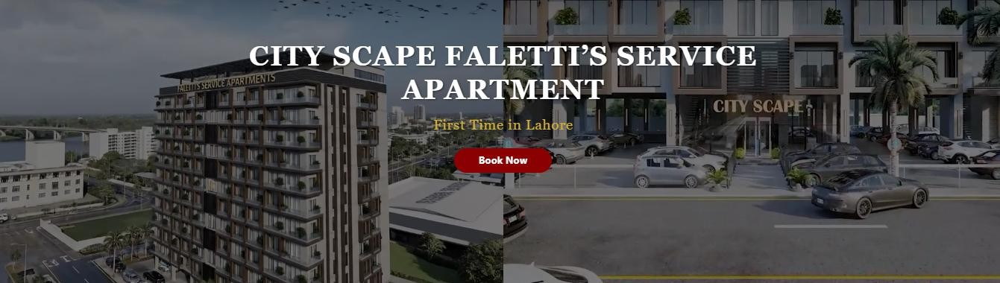 CITY SCAPE FALETTI’S SERVICE
APARTMENT
FALETTI'S SERVICE APARTMENTS
CITY SCAPE
First Time in Lahore
Book Now